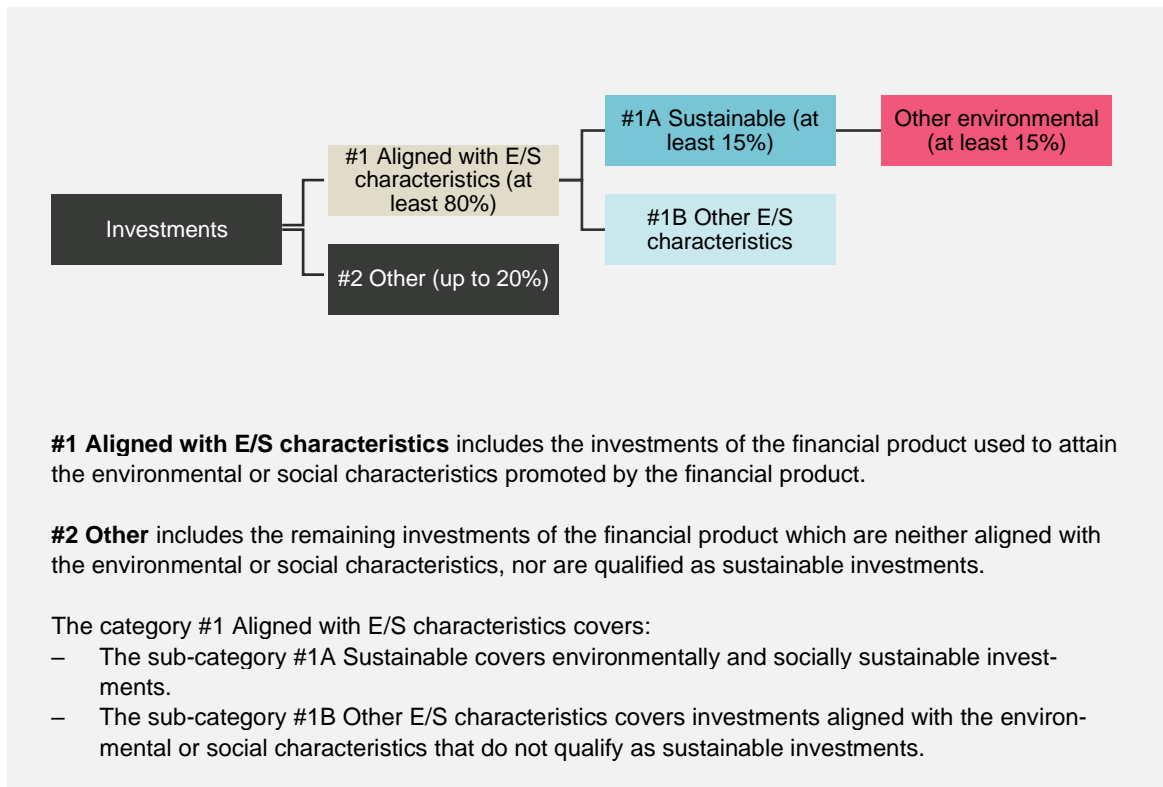 #1A Sustainable (at
least 15%)
Other environmental
(at least 15%)
#1 Aligned with E/S
characteristics (at
least 80%)
Investments
#1B Other E/S
characteristics
#2 Other (up to 20%)
#1 Aligned with E/S characteristics includes the investments of the financial product used to attain
the environmental or social characteristics promoted by the financial product.
#2 Other includes the remaining investments of the financial product which are neither aligned with
the environmental or social characteristics, nor are qualified as sustainable investments.
The category #1 Aligned with E/S characteristics covers:
– The sub-category #1A Sustainable covers environmentally and socially sustainable invest-
ments.
– The sub-category #1B Other E/S characteristics covers investments aligned with the environ-
mental or social characteristics that do not qualify as sustainable investments.